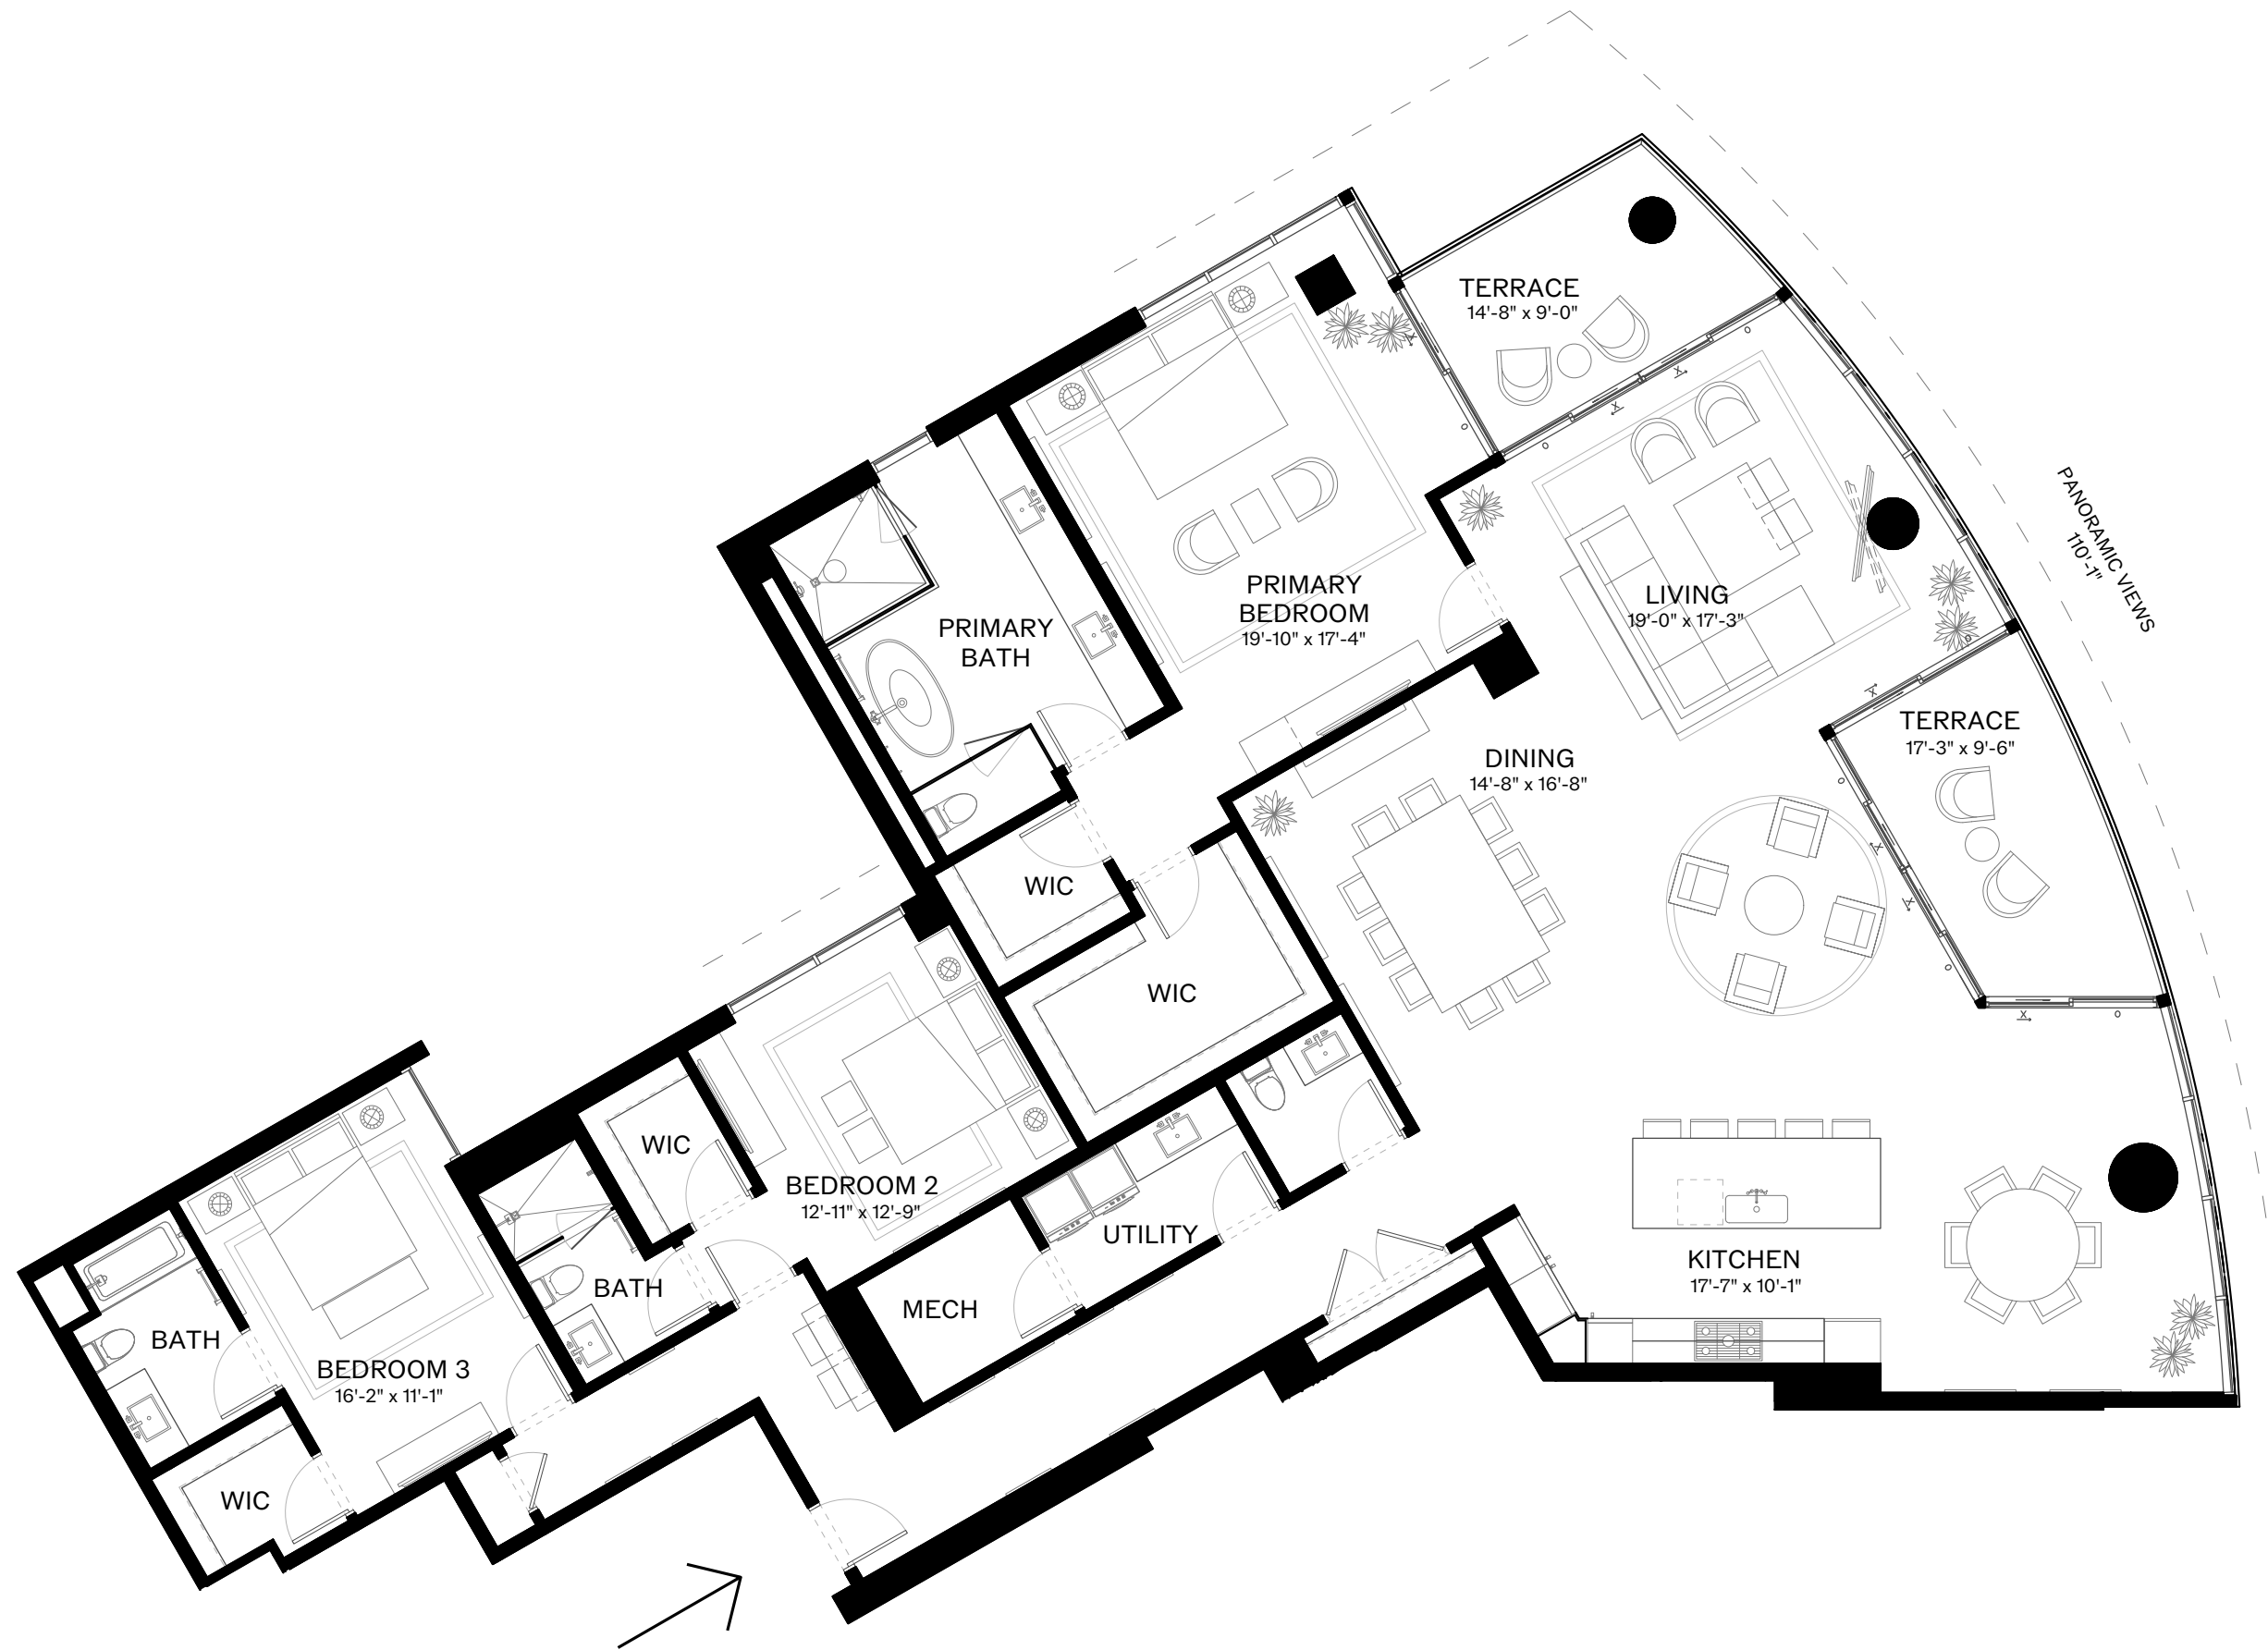 TERRACE
14'-8" x 9'-0"
PANORAMIC VIEWS
110'-1"
PRIMARY
BEDROOM
19'-10" x 17'-4"
LIVING
19'-0" x 17'-3"
PRIMARY
BATH
TERRACE
17'-3" x 9'-6"
DINING
14'-8" x 16'-8"
WIC
WIC
WIC
BEDROOM 2
12'-11" x 12'-9"
UTILITY
KITCHEN
17'-7" x 10'-1"
BATH
MECH
BATH
BEDROOM 3
16'-2" x 11'-1"
WIC
X
O
X
X
O
O
O
X
O
X
X
O
X
O